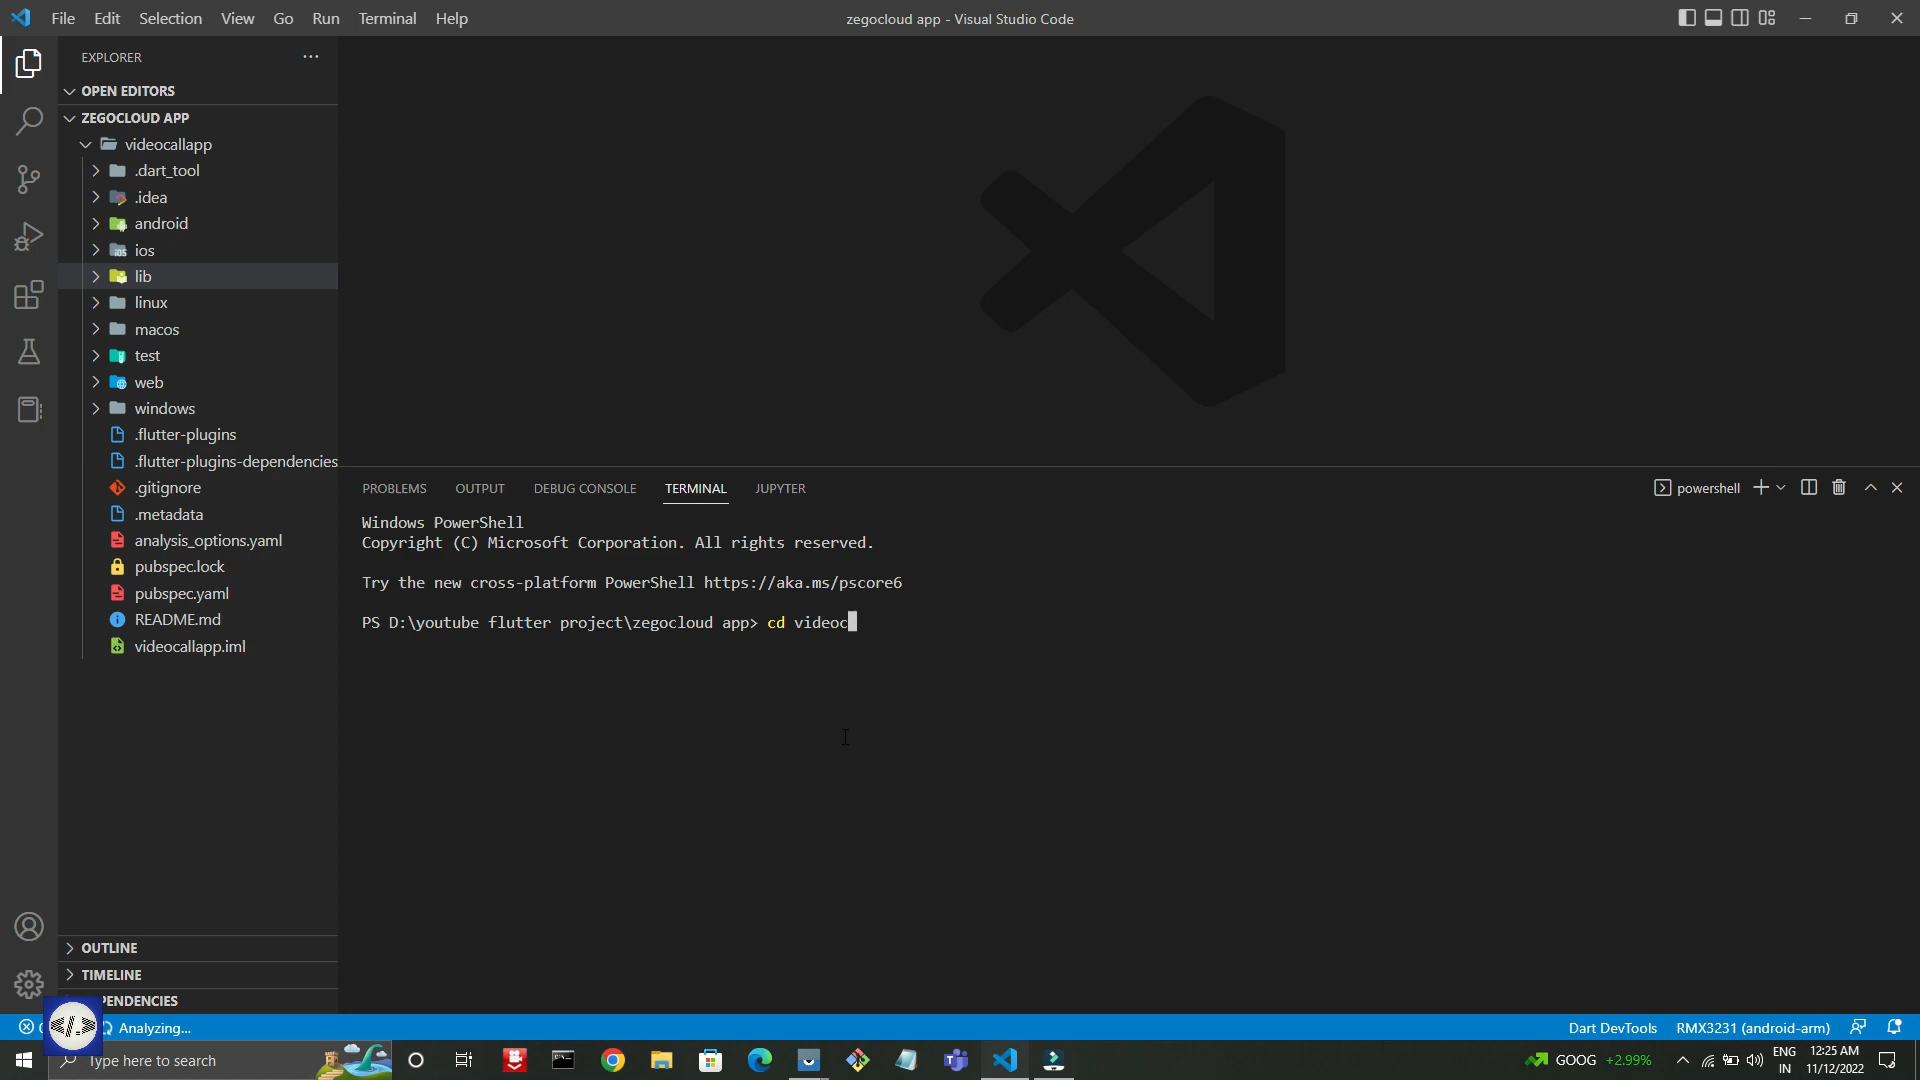 File Edit Selection View Go Run Terminal Help
zegocloud app - Visual Studio Code
EXPLORER
OPEN EDITORS
ZEGOCLOUD APP
videocallapp
.dart_tool
.idea
android
ios
lib
linux
macos
test
web
windows
.flutter-plugins
.flutter-plugins-dependencies
.gitignore
.metadata
analysis_options.yaml
pubspec.lock
pubspec.yaml
README.md
videocallapp.iml
OUTLINE
TIMELINE
PENDENCIES
PROBLEMS OUTPUT DEBUG CONSOLE TERMINAL JUPYTER
powershell
Windows PowerShell
Copyright (C) Microsoft Corporation. All rights reserved.
Try the new cross-platform PowerShell https://aka.ms/pscore6
PS D:\youtube flutter project\zegocloud app> cd videoc
Analyzing...
Dart DevTools RMX3231 (android-arm)
Type here to search
GOOG +2.99%
ENG
IN
12:25 AM
11/12/2022